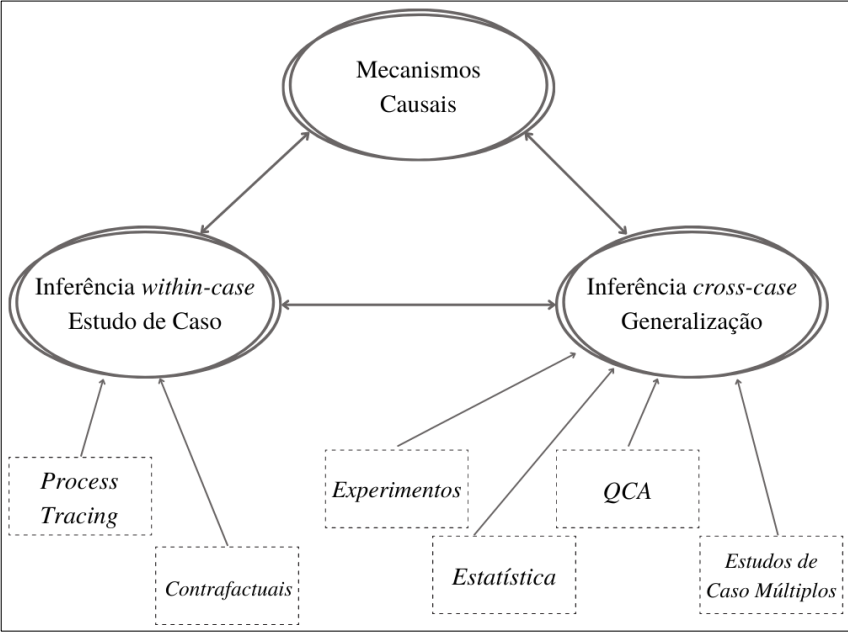 Mecanismos
Causais
Inferência within-case
Estudo de Caso
Inferência cross-case
Generalização
Process
Tracing
Experimentos
QCA
Contrafactuais
Estatística
Estudos de
Caso Múltiplos